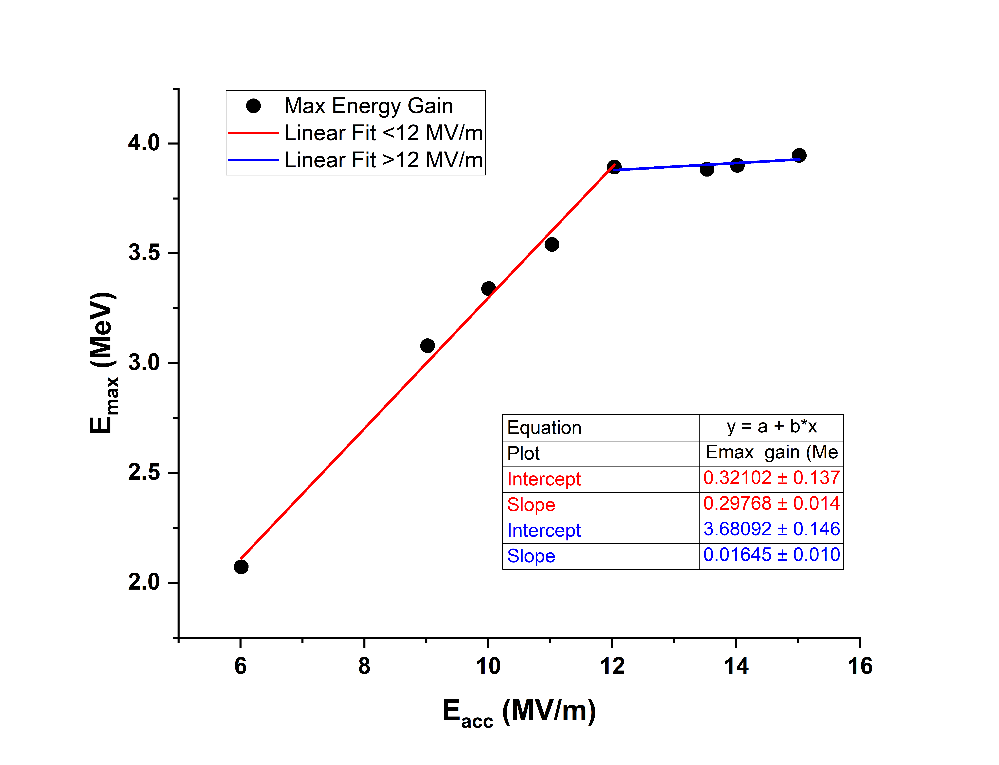 Max Energy Gain
Linear Fit <12 MV/m
Linear Fit >12 MV/m
4.0
3.5
3.0
2.5
2.0
Emax (MeV)
Equation y = a + b*x
Plot Emax gain (Me
Intercept 0.32102 ± 0.137
Slope 0.29768 ± 0.014
Intercept 3.68092 ± 0.146
Slope 0.01645 ± 0.010
6 8 10 12 14 16
Eacc (MV/m)